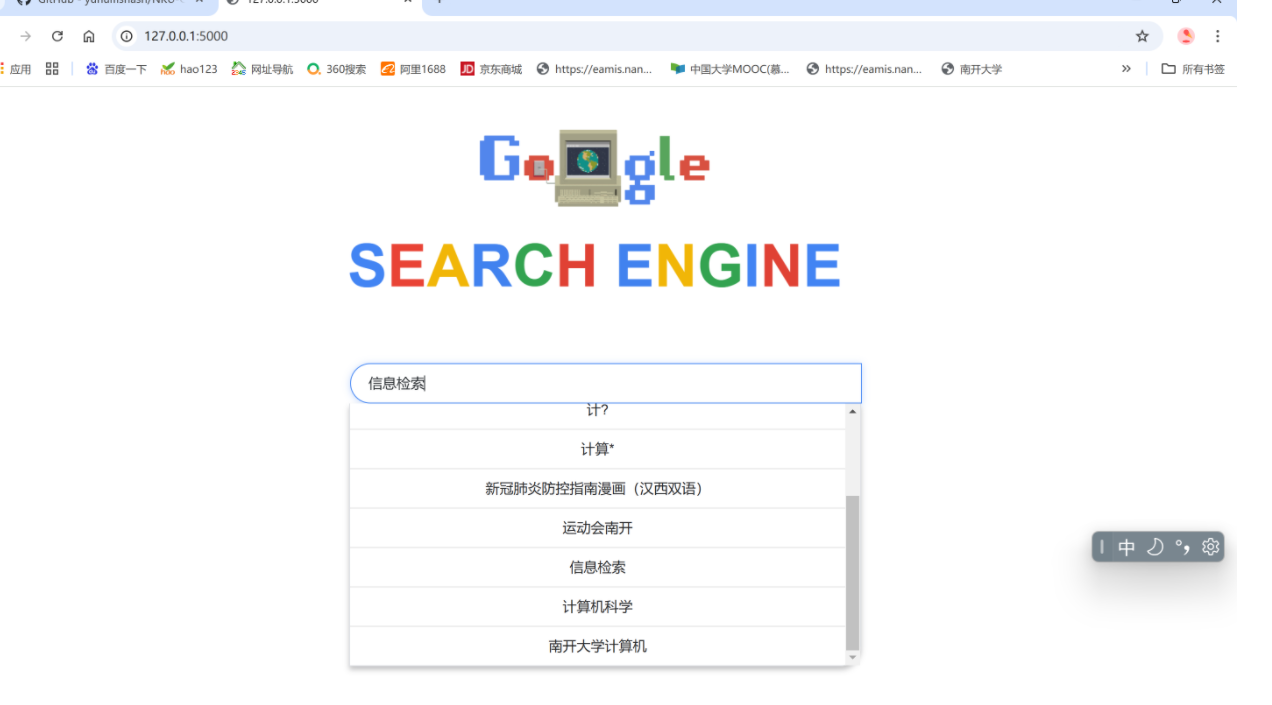 127.0.0.1:5000
127.0.0.1:5000
应用 百度一下 hao123 网址导航 360搜索 阿里1688 JD 京东商城 https://eamis.nan... 中国大学MOOC(慕... https://eamis.nan... 南开大学 » 所有书签
Google
SEARCH ENGINE
信息检索
计?
计算*
新冠肺炎防控指南漫画（汉西双语）
运动会南开
信息检索
计算机科学
南开大学计算机
中